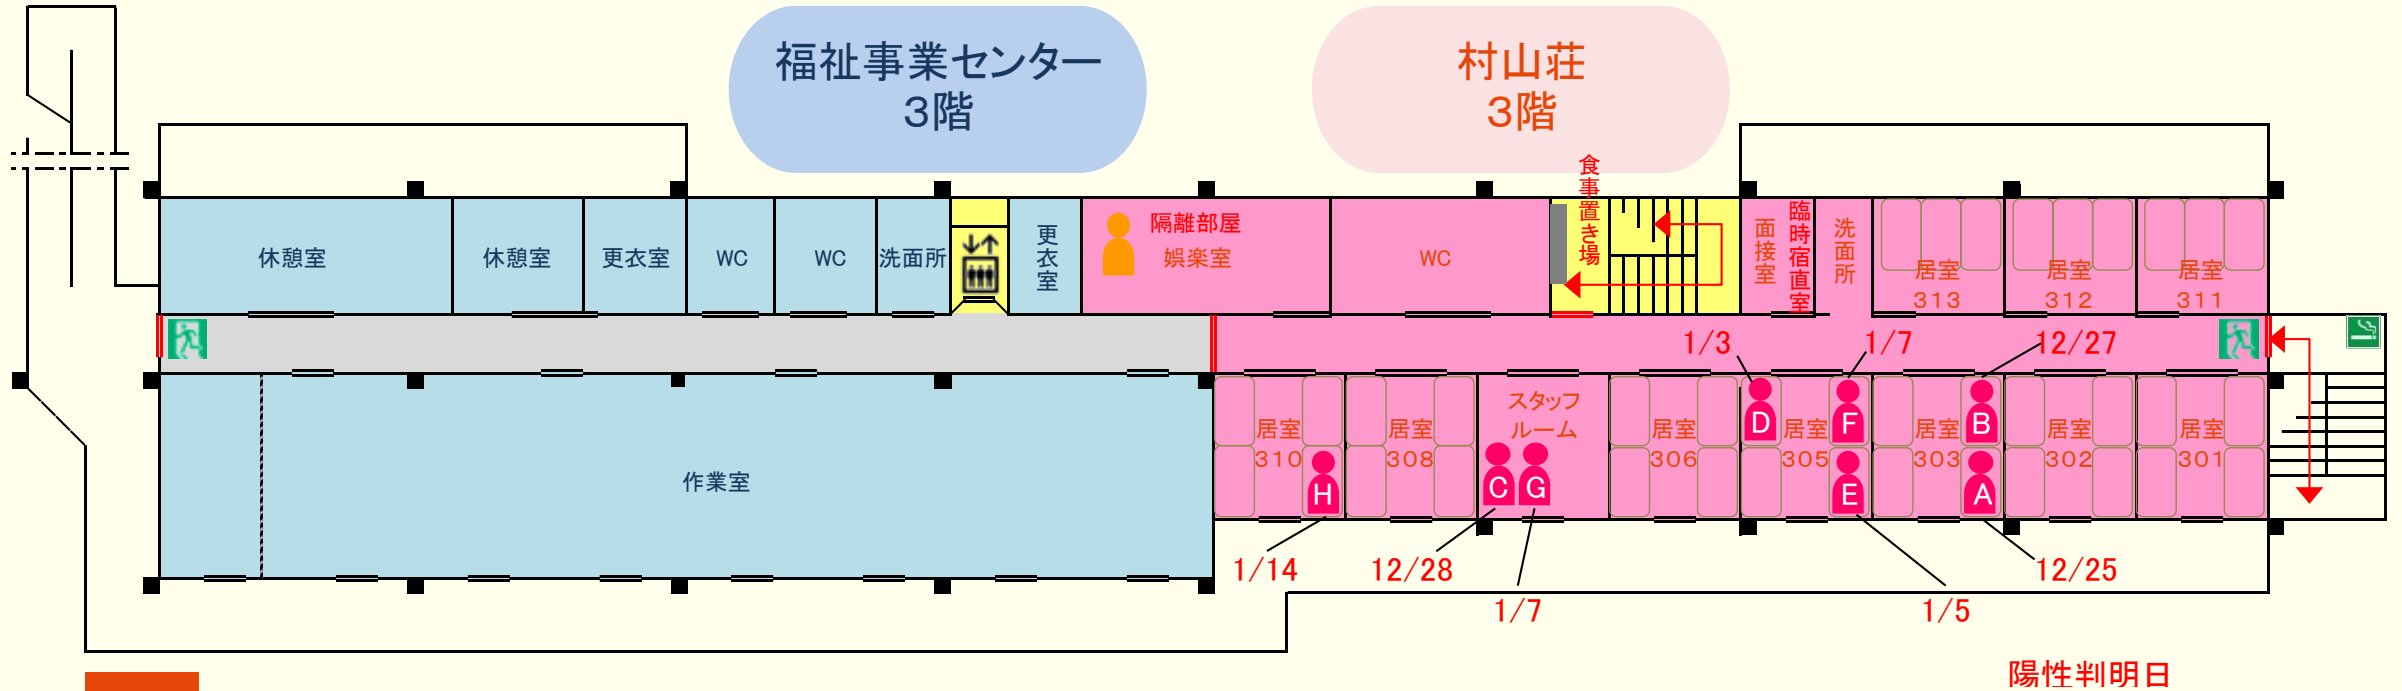 福祉事業センター
３階
村山荘
３階
食事置き場
休憩室
休憩室
更衣室
WC
WC
洗面所
更衣室
隔離部屋
娯楽室
WC
面接室
臨時宿直室
洗面所
居室
３１３
居室
３１２
居室
３１１
1/3
1/7
12/27
作業室
居室
３１０
H
居室
３０８
スタッフ
ルーム
C
G
居室
３０６
D
居室
３０５
F
E
居室
３０３
B
A
居室
３０２
居室
３０１
1/14
12/28
1/7
1/5
12/25
陽性判明日